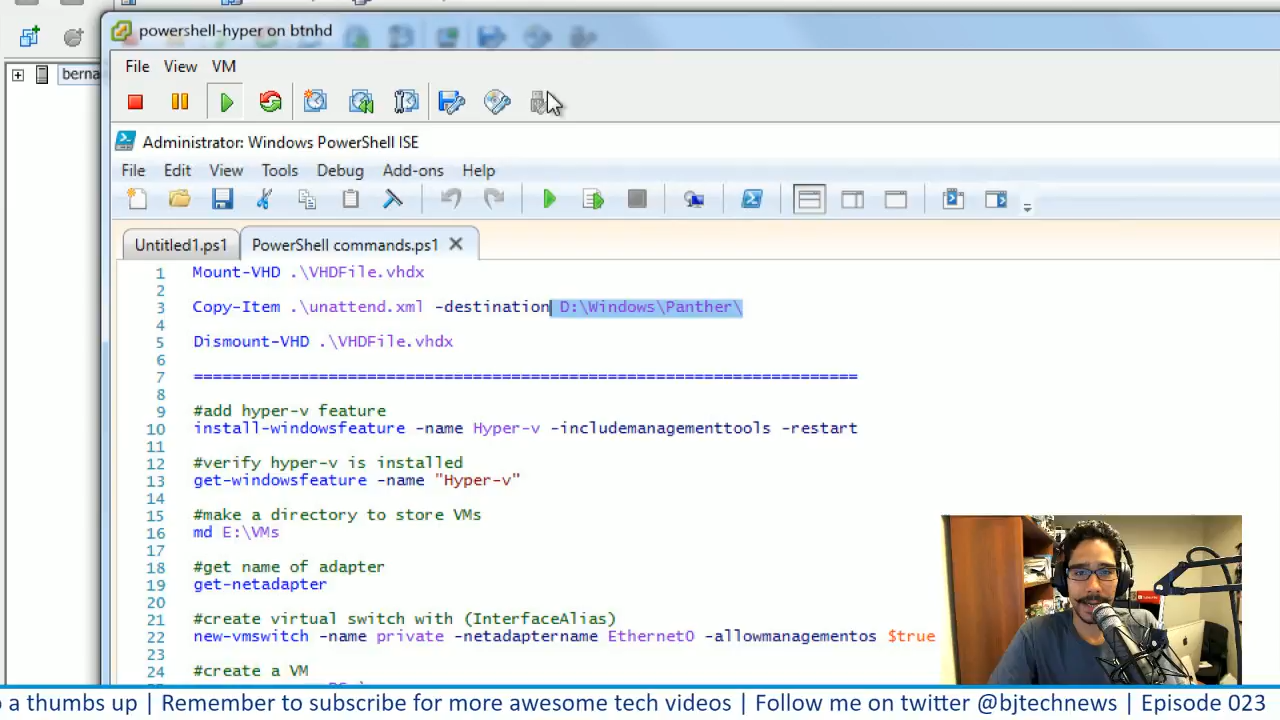 powershell-hyper on btnhd
File View VM
berna
Administrator: Windows PowerShell ISE
File Edit View Tools Debug Add-ons Help
Untitled1.ps1 PowerShell commands.ps1
1 Mount-VHD .\VHDFile.vhdx
2
3 Copy-Item .\unattend.xml -destination D:\Windows\Panther\
4
5 Dismount-VHD .\VHDFile.vhdx
6
7 =====================================================================
8
9 #add hyper-v feature
10 install-windowsfeature -name Hyper-v -includemanagementtools -restart
11
12 #verify hyper-v is installed
13 get-windowsfeature -name "Hyper-v"
14
15 #make a directory to store VMs
16 md E:\VMs
17
18 #get name of adapter
19 get-netadapter
20
21 #create virtual switch with (InterfaceAlias)
22 new-vmswitch -name private -netadaptername Ethernet0 -allowmanagementos $true
23
24 #create a VM
a thumbs up | Remember to subscribe for more awesome tech videos | Follow me on twitter @bjtechnews | Episode 023